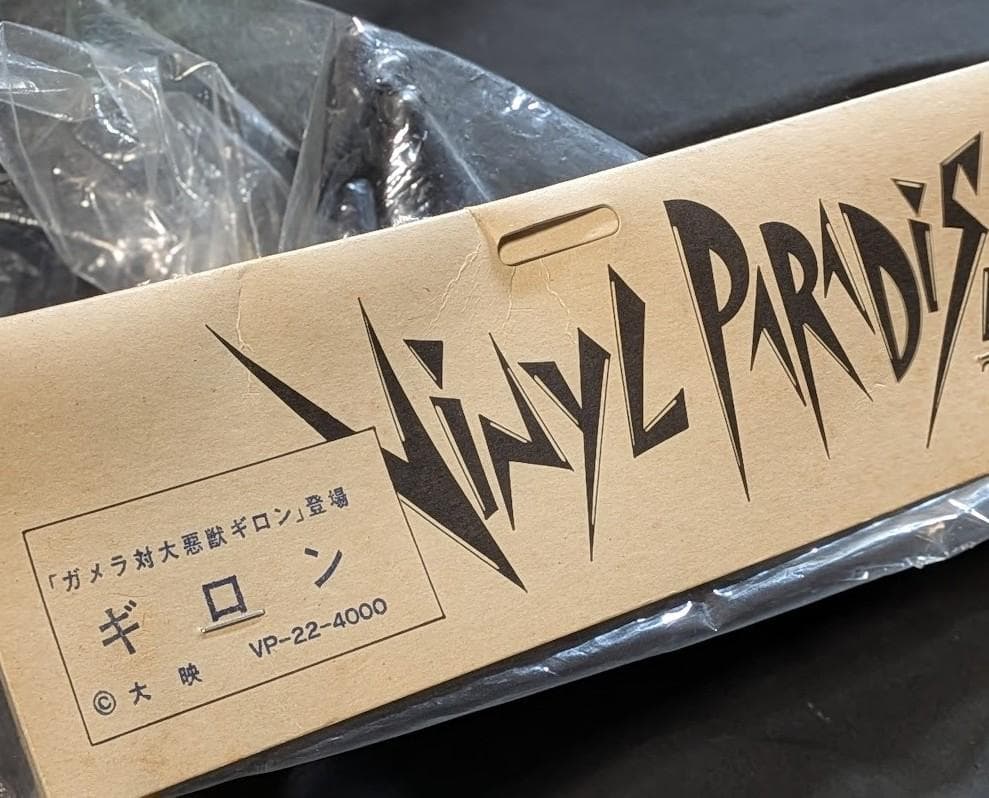 VINYL PARADIS
「ガメラ対大悪獣ギロン」登場
ギロン
VP-22-4000
©大映